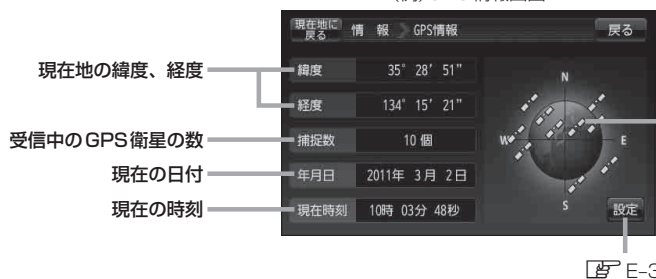 現在地に戻る 情 報 GPS情報 戻る
現在地の緯度、経度
緯度 35° 28′ 51″
経度 134° 15′ 21″
受信中のGPS衛星の数
捕捉数 10 個
現在の日付
年月日 2011年 3月 2日
現在の時刻
現在時刻 10時 03分 48秒
N
W E
S
設定
E-3